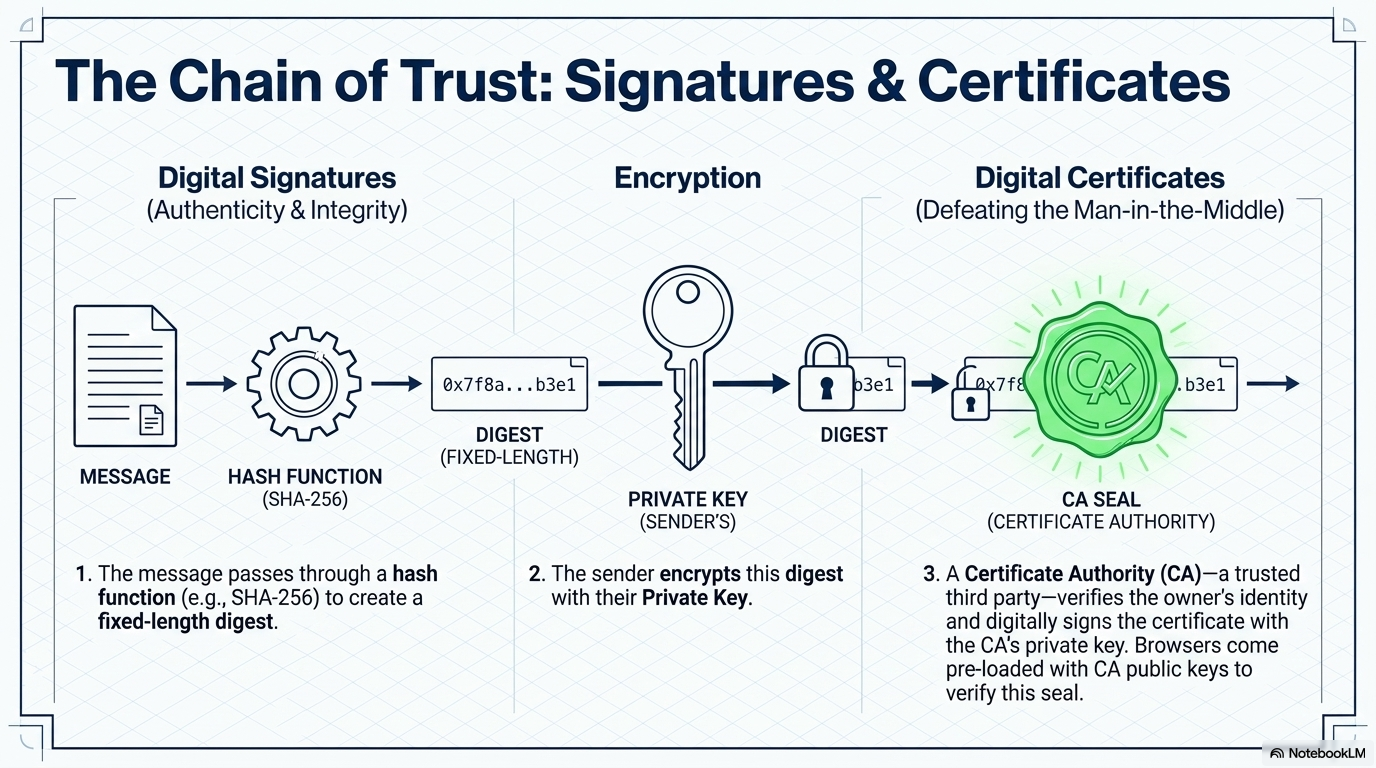 The Chain of Trust: Signatures & Certificates
Digital Signatures
(Authenticity & Integrity)
Encryption
Digital Certificates
(Defeating the Man-in-the-Middle)
MESSAGE
HASH FUNCTION
(SHA-256)
0x7f8a...b3e1
DIGEST
(FIXED-LENGTH)
PRIVATE KEY
(SENDER'S)
b3e1
DIGEST
0x7f8
CA
.b3e1
CA SEAL
(CERTIFICATE AUTHORITY)
1. The message passes through a hash
function (e.g., SHA-256) to create a
fixed-length digest.
2. The sender encrypts this digest
with their Private Key.
3. A Certificate Authority (CA)—a trusted
third party—verifies the owner's identity
and digitally signs the certificate with
the CA's private key. Browsers come
pre-loaded with CA public keys to
verify this seal.
NotebookLM